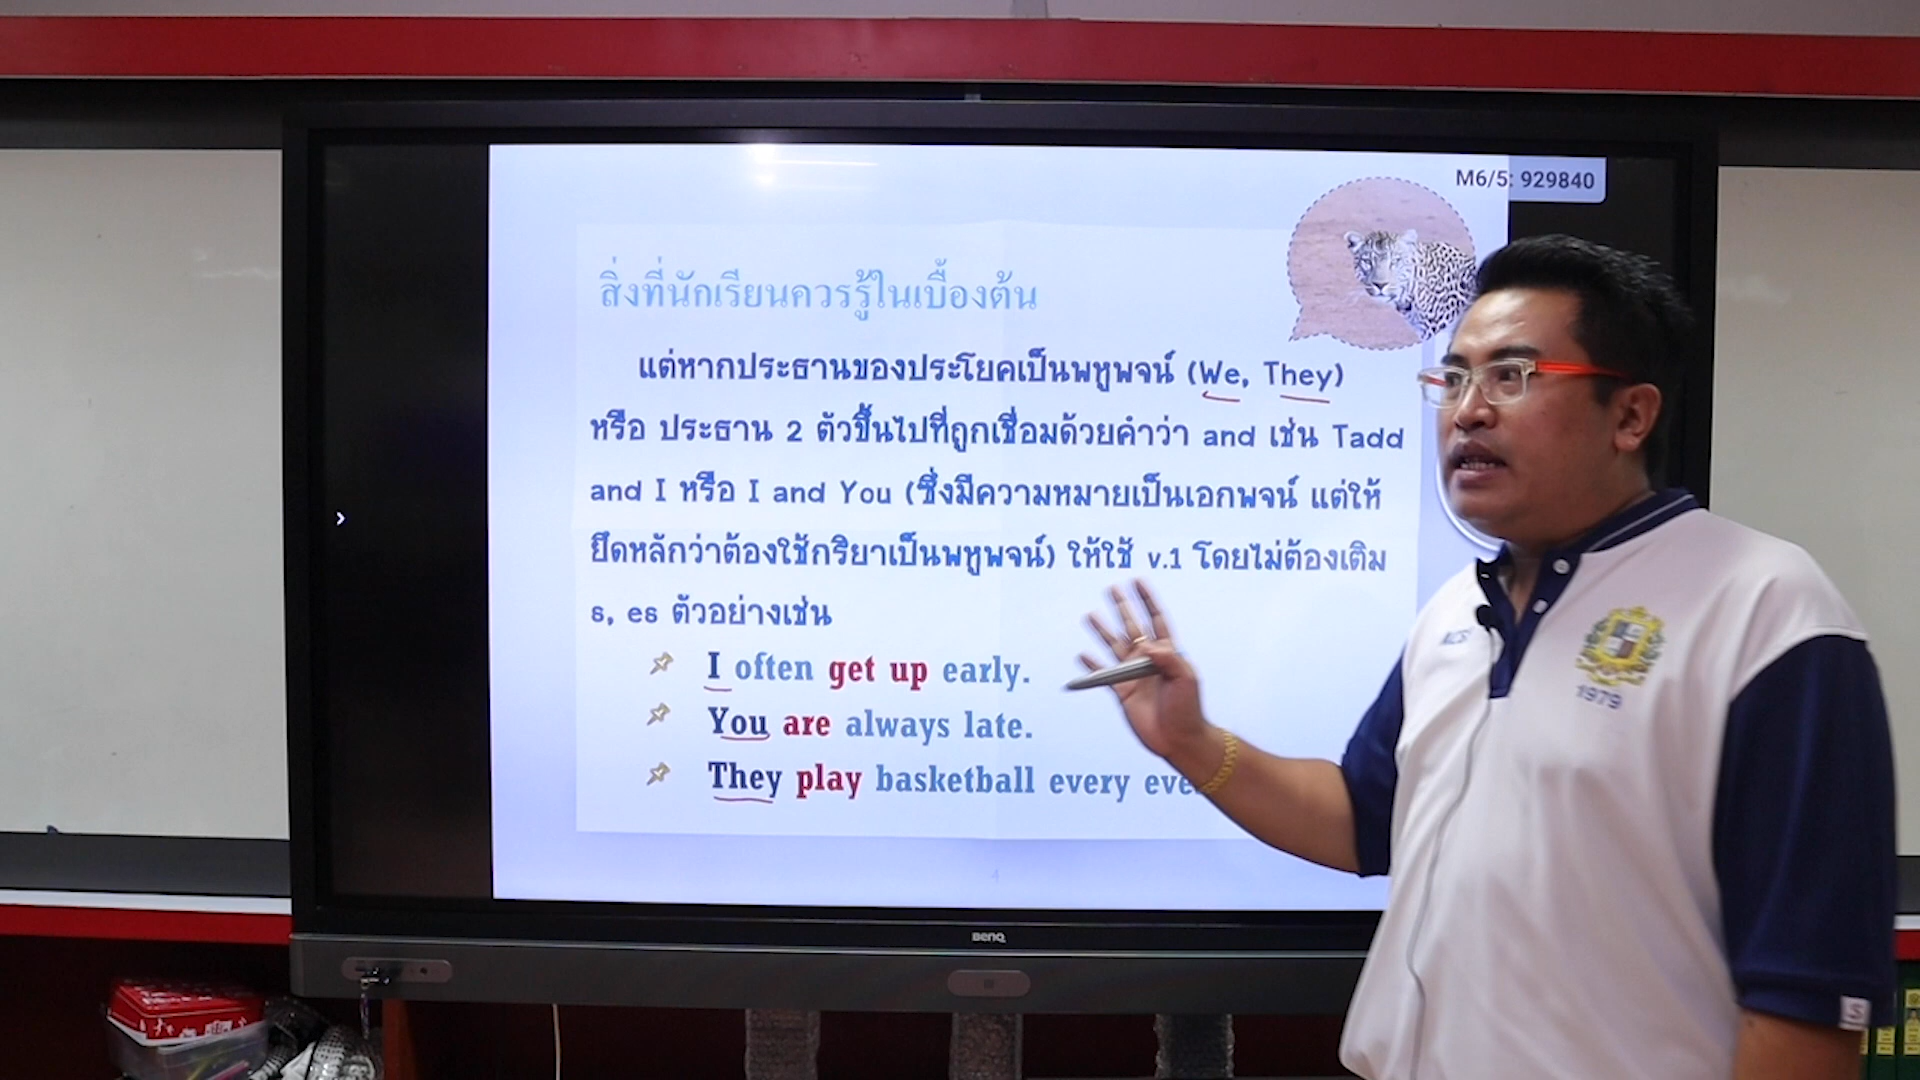 M6/5: 929840
สิ่งที่นักเรียนควรรู้ในเบื้องต้น
แต่หากประธานของประโยคเป็นพหูพจน์ (We, They)
หรือ ประธาน 2 ตัวขึ้นไปที่ถูกเชื่อมด้วยคำว่า and เช่น Tadd
and I หรือ I and You (ซึ่งมีความหมายเป็นเอกพจน์ แต่ให้
ยึดหลักว่าต้องใช้กริยาเป็นพหูพจน์) ให้ใช้ v.1 โดยไม่ต้องเติม
s, es ตัวอย่างเช่น
I often get up early.
You are always late.
They play basketball every eve
BenQ
1979
S